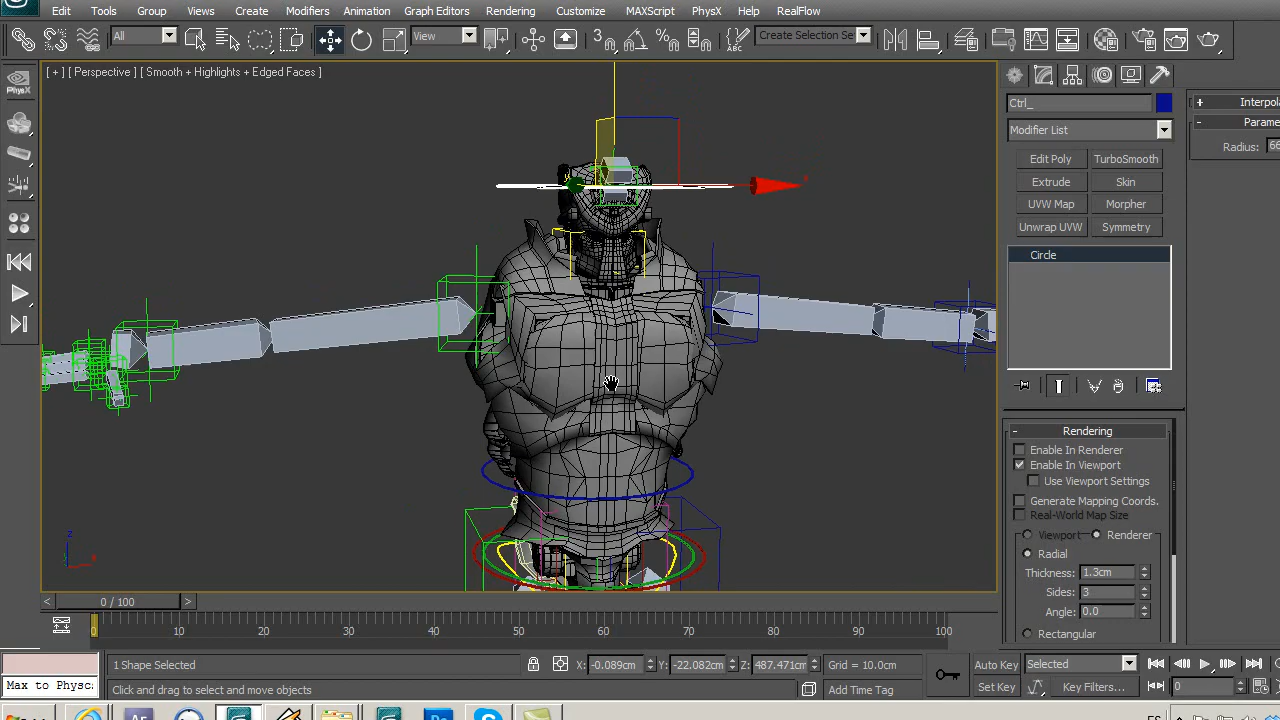 Edit Tools Group Views Create Modifiers Animation Graph Editors Rendering Customize MAXScript PhysX Help RealFlow
All View 3 Create Selection Se
[ + ] [ Perspective ] [ Smooth + Highlights + Edged Faces ]
PhysX
Ctrl_
Interpol
Modifier List
Parame
Radius: 66
Edit Poly TurboSmooth
Extrude Skin
UVW Map Morpher
Unwrap UVW Symmetry
Circle
x
z
x
- Rendering
Enable In Renderer
Enable In Viewport
Use Viewport Settings
Generate Mapping Coords.
Real-World Map Size
Viewport Renderer
Radial
Thickness: 1.3cm
Sides: 3
Angle: 0.0
Rectangular
< 0 / 100 >
0 10 20 30 40 50 60 70 80 90 100
1 Shape Selected X: -0.089cm Y: -22.082cm Z: 487.471cm Grid = 10.0cm Auto Key Selected
Max to Physc: Click and drag to select and move objects Add Time Tag Set Key Key Filters... 0
ES